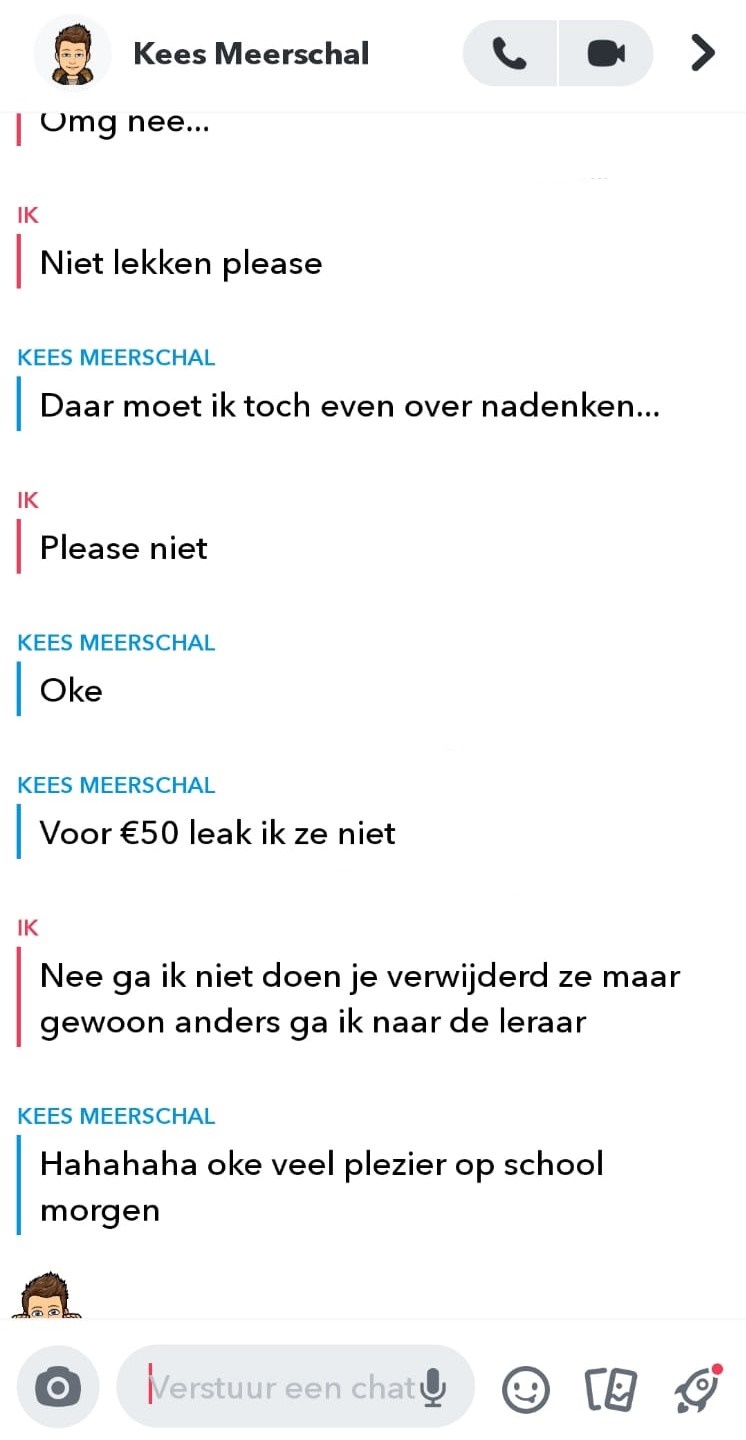 Kees Meerschal
Omg nee...
IK
Niet lekken please
KEES MEERSCHAL
Daar moet ik toch even over nadenken...
IK
Please niet
KEES MEERSCHAL
Oke
KEES MEERSCHAL
Voor €50 leak ik ze niet
IK
Nee ga ik niet doen je verwijderd ze maar
gewoon anders ga ik naar de leraar
KEES MEERSCHAL
Hahahaha oke veel plezier op school
morgen
Verstuur een chat